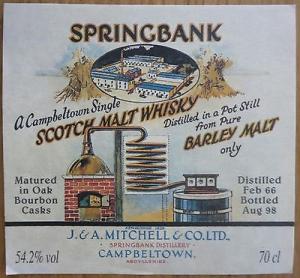 SPRINGBANK
A Campbeltown Single
SCOTCH MALT WHISKY
Distilled in a Pot Still
from Pure
BARLEY MALT
only
Matured
in Oak
Bourbon
Casks
Distilled
Feb 66
Bottled
Aug 98
J. & A. MITCHELL & CO. LTD.,
SPRINGBANK DISTILLERY
CAMPBELTOWN,
ARGYLLSHIRE
54.2% vol
70 cl